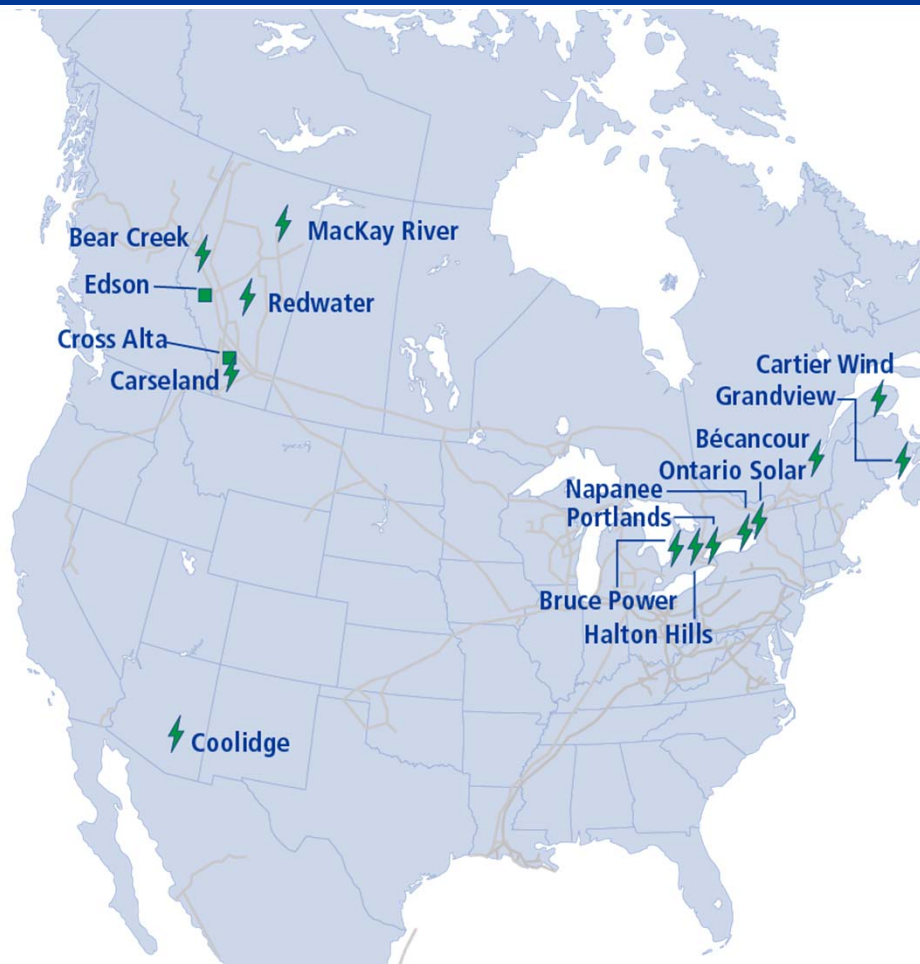 Bear Creek
MacKay River
Edson
Redwater
Cross Alta
Carseland
Cartier Wind
Grandview
Bécancour
Ontario Solar
Napanee
Portlands
Bruce Power
Halton Hills
Coolidge